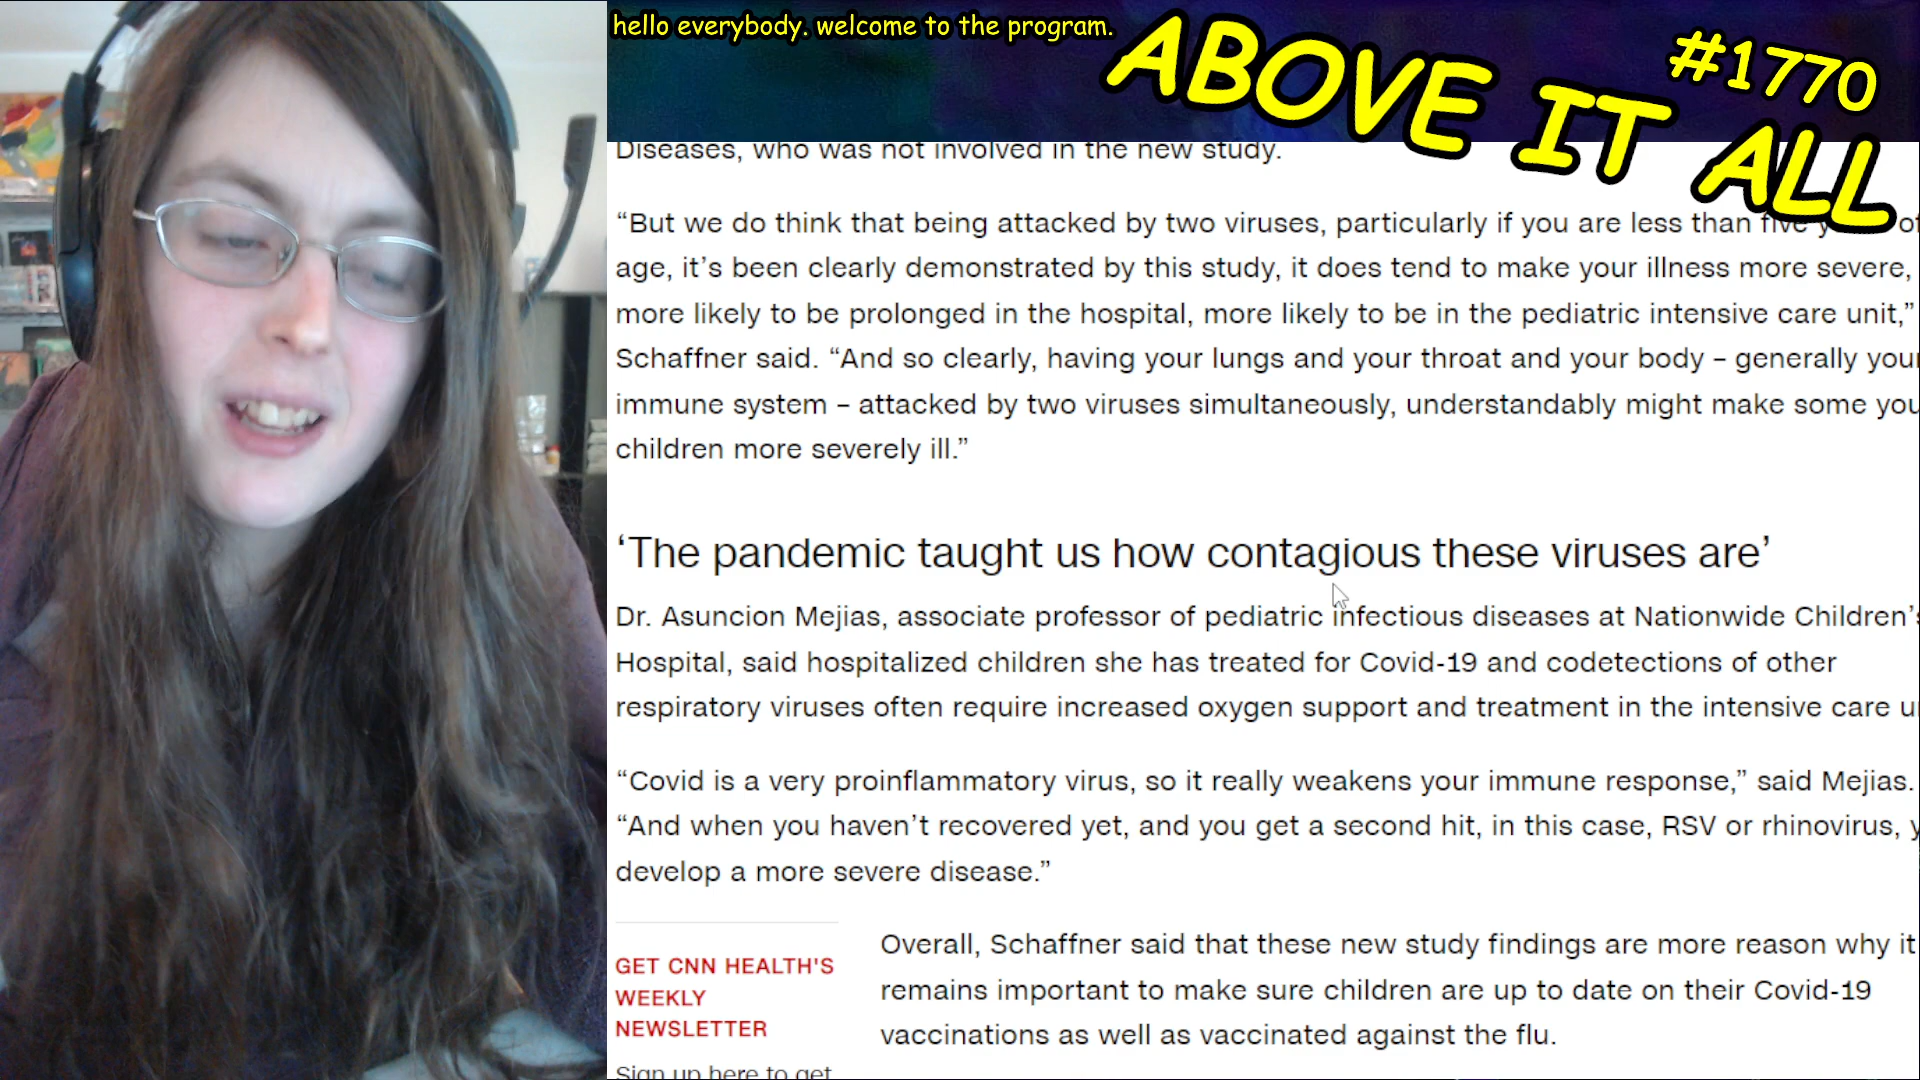 hello everybody. welcome to the program.
#1770
ABOVE IT ALL
Diseases, who was not involved in the new study.
“But we do think that being attacked by two viruses, particularly if you are less than five of
age, it’s been clearly demonstrated by this study, it does tend to make your illness more severe,
more likely to be prolonged in the hospital, more likely to be in the pediatric intensive care unit,”
Schaffner said. “And so clearly, having your lungs and your throat and your body – generally your
immune system – attacked by two viruses simultaneously, understandably might make some you
children more severely ill.”
‘The pandemic taught us how contagious these viruses are’
Dr. Asuncion Mejias, associate professor of pediatric infectious diseases at Nationwide Children’s
Hospital, said hospitalized children she has treated for Covid-19 and codetections of other
respiratory viruses often require increased oxygen support and treatment in the intensive care u
“Covid is a very proinflammatory virus, so it really weakens your immune response,” said Mejias.
“And when you haven’t recovered yet, and you get a second hit, in this case, RSV or rhinovirus, y
develop a more severe disease.”
GET CNN HEALTH'S
WEEKLY
NEWSLETTER
Sign up here to get
Overall, Schaffner said that these new study findings are more reason why it
remains important to make sure children are up to date on their Covid-19
vaccinations as well as vaccinated against the flu.